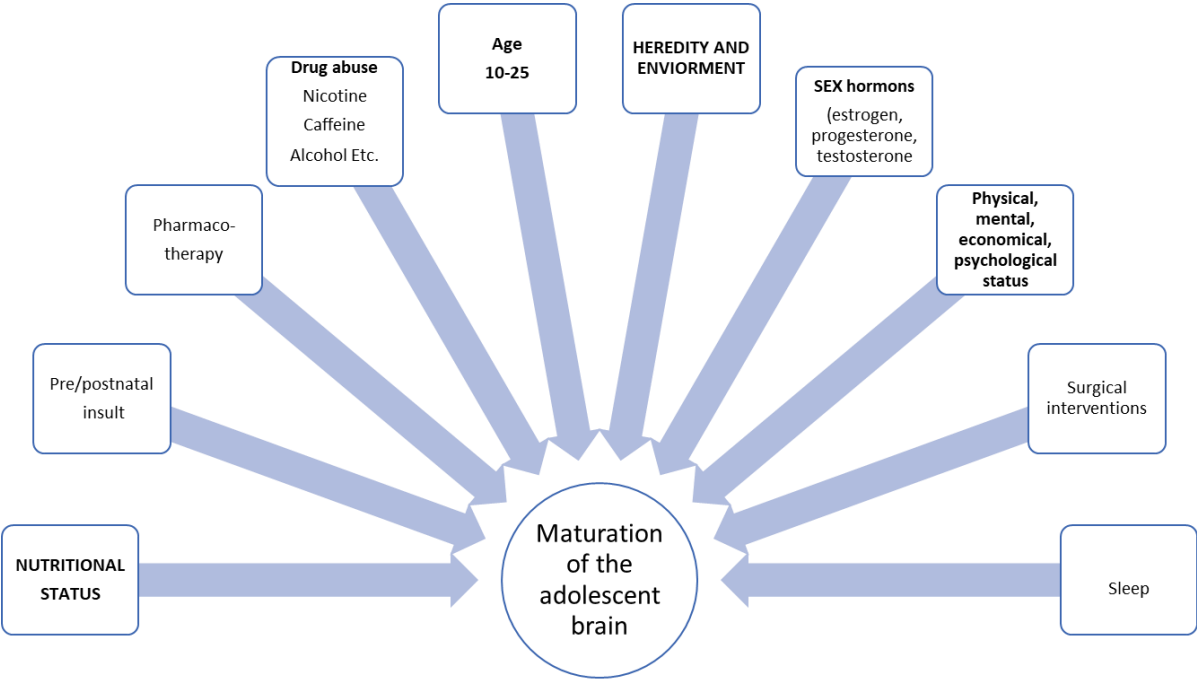 Age
10-25
HEREDITY AND
ENVIORMENT
Drug abuse
Nicotine
Caffeine
Alcohol Etc.
SEX hormons
(estrogen,
progesterone,
testosterone
Pharmaco-
therapy
Physical,
mental,
economical,
psychological
status
Pre/postnatal
insult
Surgical
interventions
NUTRITIONAL
STATUS
Maturation
of the
adolescent
brain
Sleep